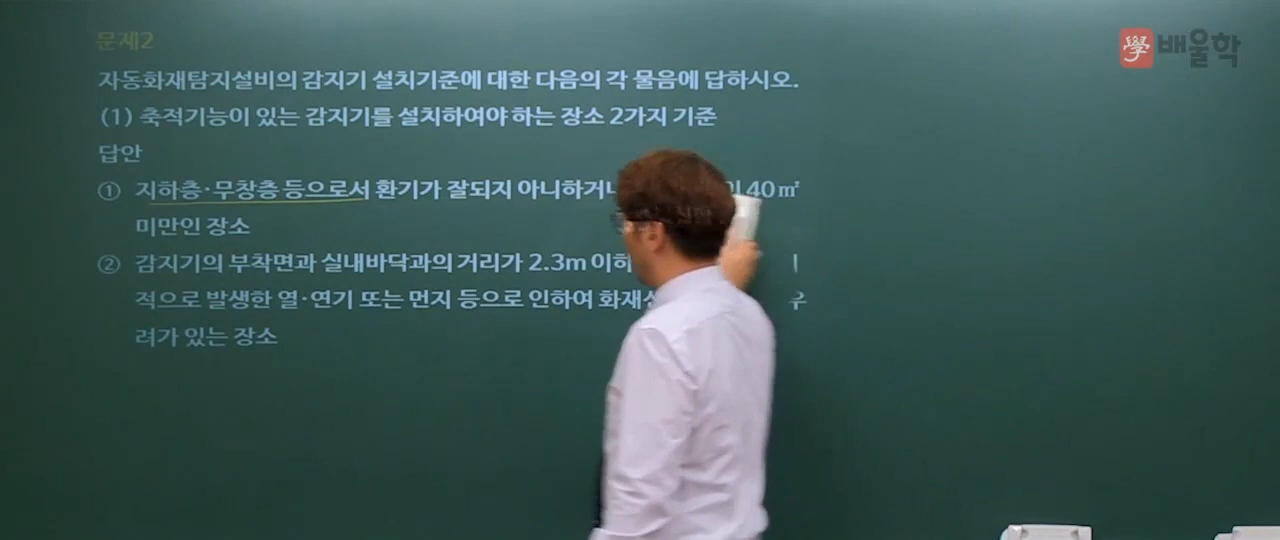 문제2
學 배울학
자동화재탐지설비의 감지기 설치기준에 대한 다음의 각 물음에 답하시오.
(1) 축적기능이 있는 감지기를 설치하여야 하는 장소 2가지 기준
답안
① 지하층·무창층 등으로서 환기가 잘되지 아니하거나 40㎡
미만인 장소
② 감지기의 부착면과 실내바닥과의 거리가 2.3m 이하
적으로 발생한 열·연기 또는 먼지 등으로 인하여 우
려가 있는 장소